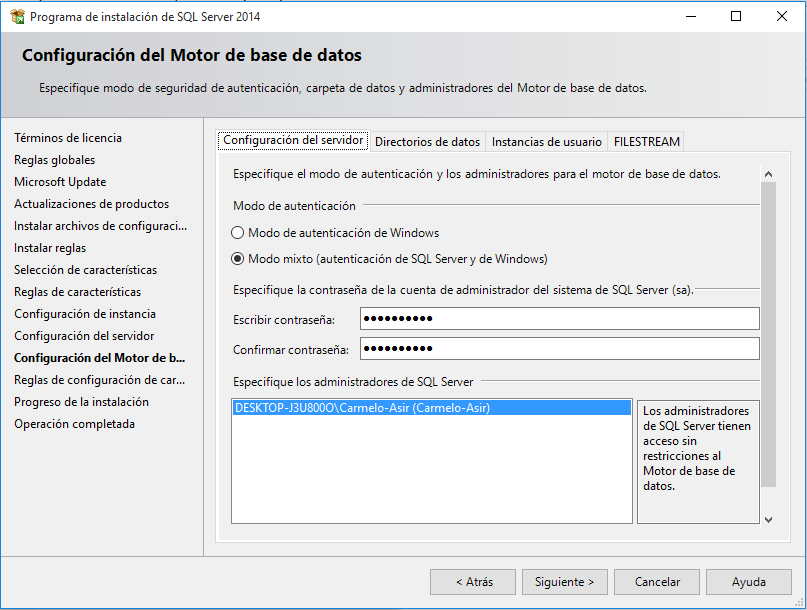 Programa de instalación de SQL Server 2014
Configuración del Motor de base de datos
Especifique modo de seguridad de autenticación, carpeta de datos y administradores del Motor de base de datos.
Términos de licencia
Reglas globales
Microsoft Update
Actualizaciones de productos
Instalar archivos de configuraci...
Instalar reglas
Selección de características
Reglas de características
Configuración de instancia
Configuración del servidor
Configuración del Motor de b...
Reglas de configuración de car...
Progreso de la instalación
Operación completada
Configuración del servidor Directorios de datos Instancias de usuario FILESTREAM
Especifique el modo de autenticación y los administradores para el motor de base de datos.
Modo de autenticación
Modo de autenticación de Windows
Modo mixto (autenticación de SQL Server y de Windows)
Especifique la contraseña de la cuenta de administrador del sistema de SQL Server (sa).
Escribir contraseña: ●●●●●●●●●●
Confirmar contraseña: ●●●●●●●●●●
Especifique los administradores de SQL Server
DESKTOP-J3U800O\Carmelo-Asir (Carmelo-Asir)
Los administradores
de SQL Server tienen
acceso sin
restricciones al
Motor de base de
datos.
< Atrás Siguiente > Cancelar Ayuda